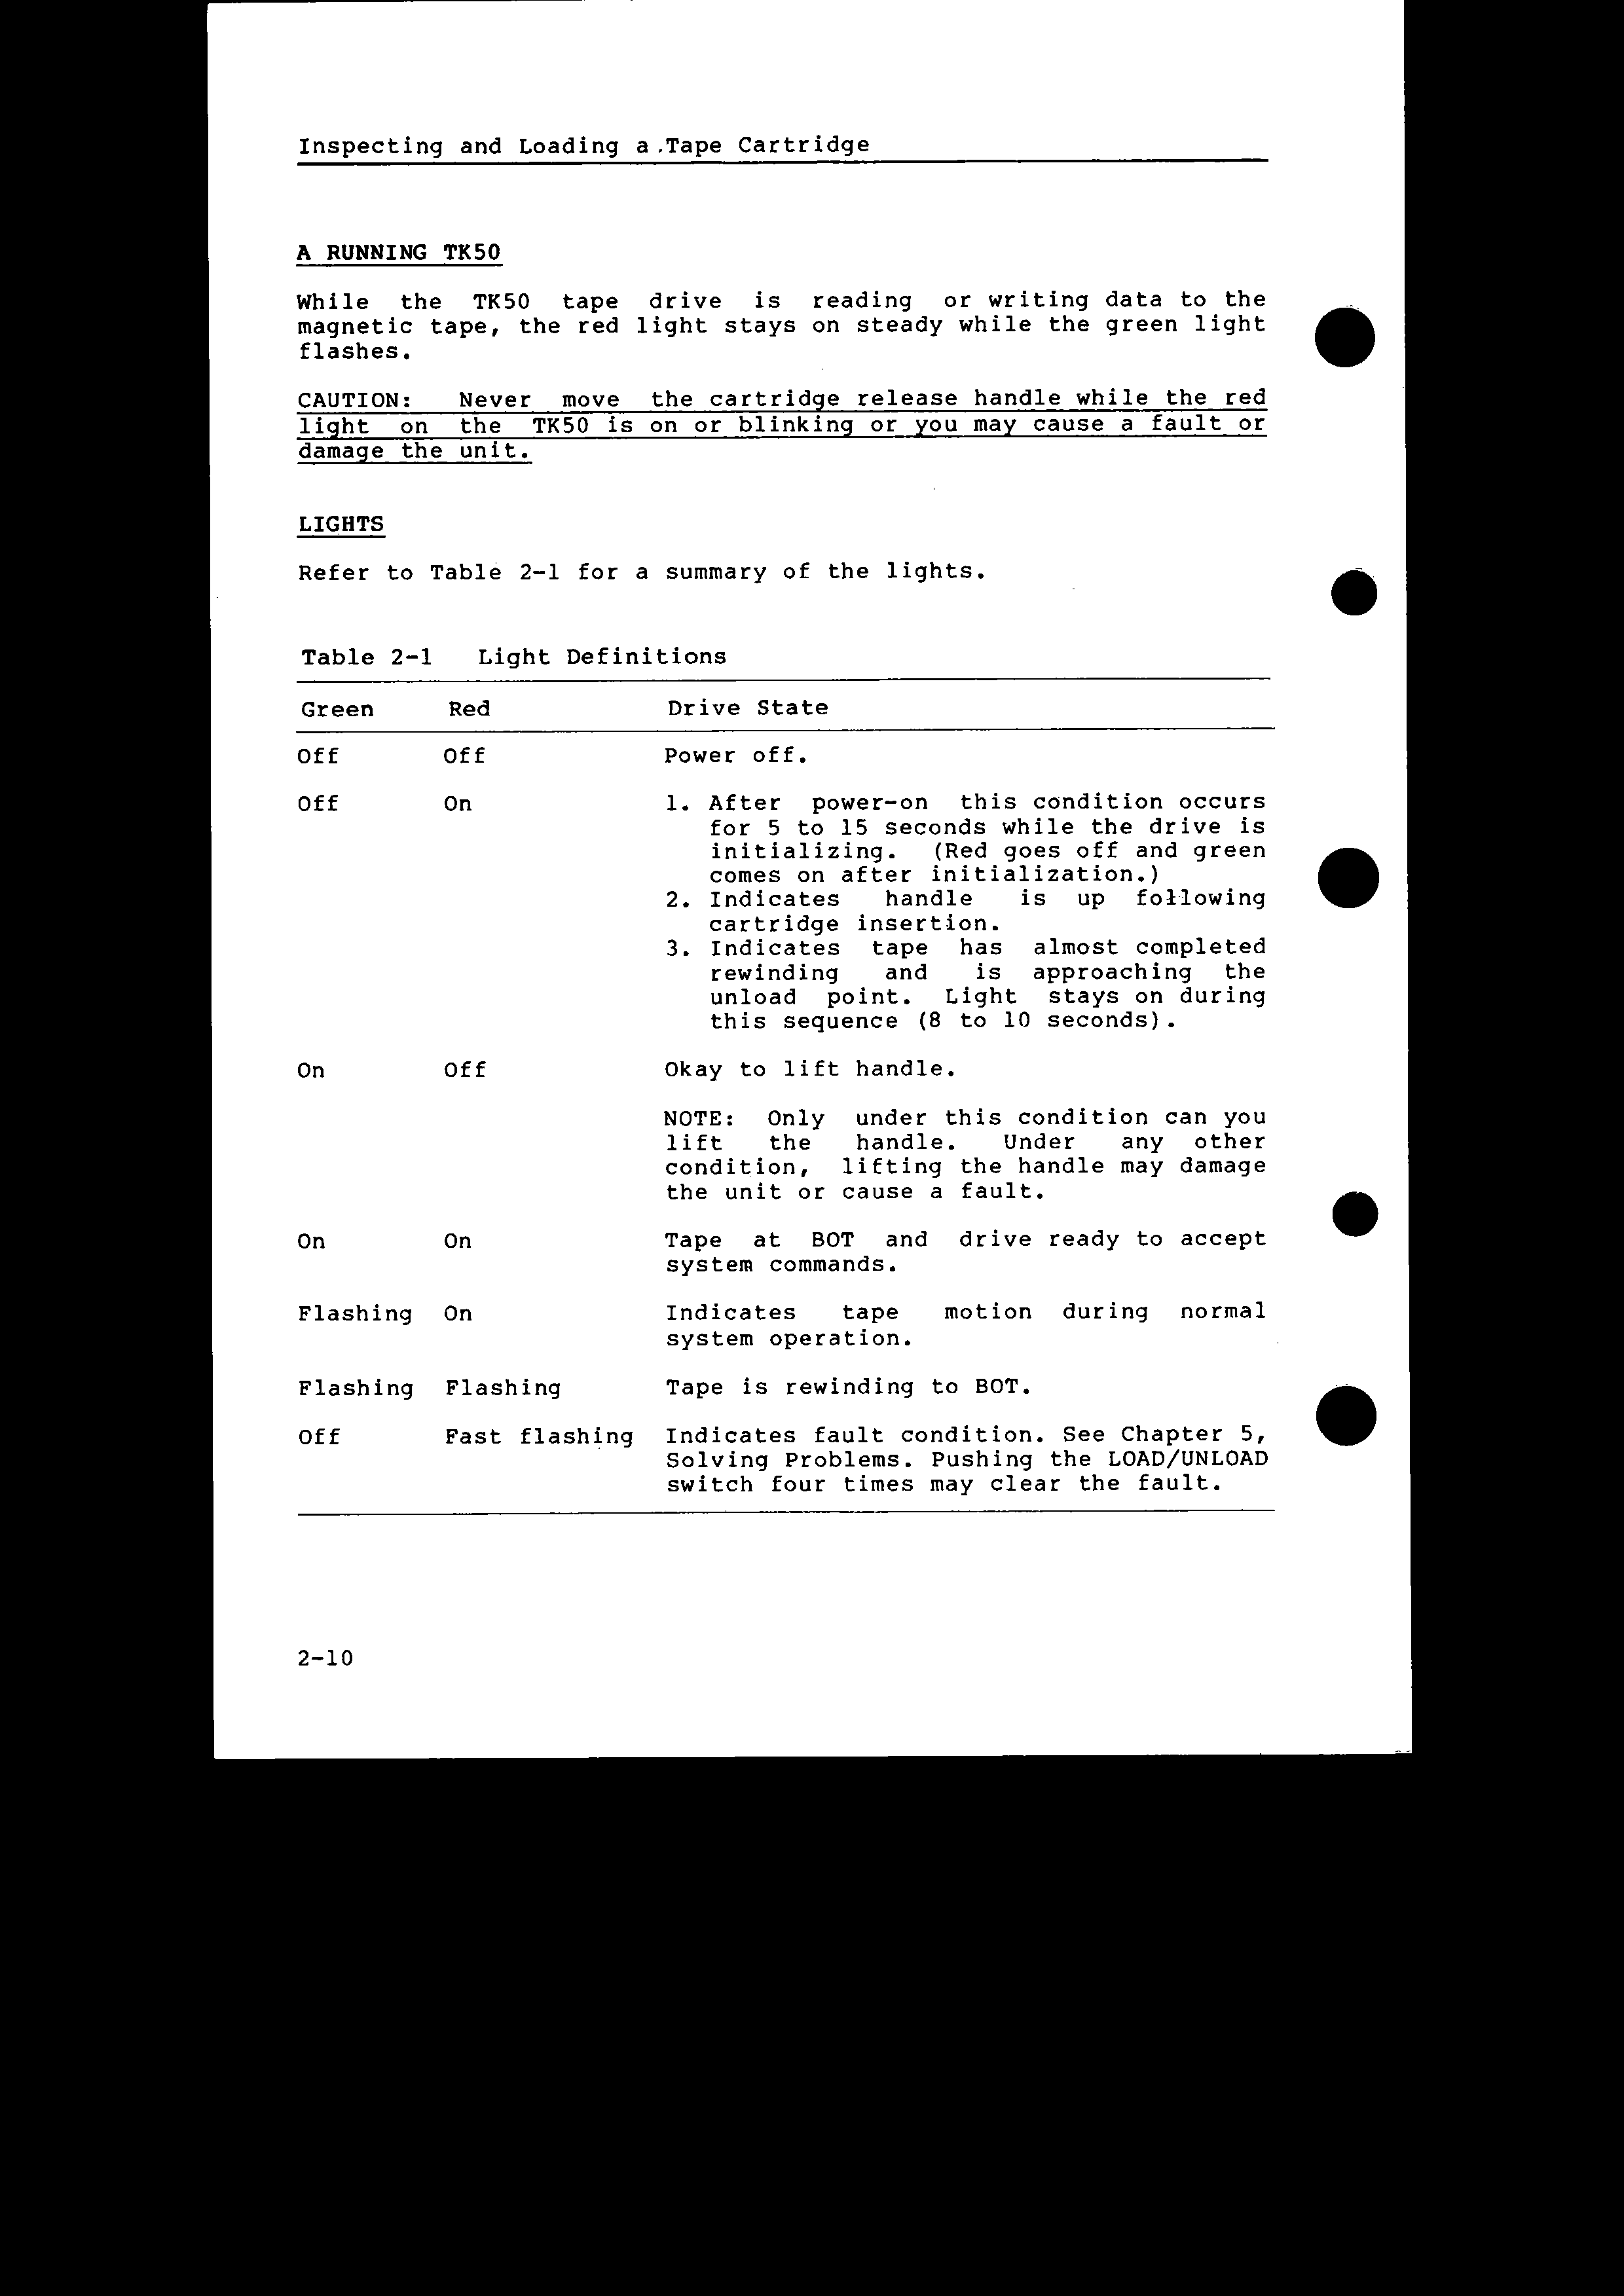 Inspecting and Loading a Tape Cartridge
A RUNNING TK50
While the TK50 tape drive is reading or writing data to the
magnetic tape, the red light stays on steady while the green light
flashes.
CAUTION: Never move the cartridge release handle while the red
light on the TK50 is on or blinking or you may cause a fault or
damage the unit.
LIGHTS
Refer to Table 2-1 for a summary of the lights.
Table 2-1 Light Definitions
Green Red Drive State
Off Off Power off.
Off On 1. After power-on this condition occurs
for 5 to 15 seconds while the drive is
initializing. (Red goes off and green
comes on after initialization.)
2. Indicates handle is up following
cartridge insertion.
3. Indicates tape has almost completed
rewinding and is approaching the
unload point. Light stays on during
this sequence (8 to 10 seconds).
On Off Okay to lift handle.
NOTE: Only under this condition can you
lift the handle. Under any other
condition, lifting the handle may damage
the unit or cause a fault.
On On Tape at BOT and drive ready to accept
system commands.
Flashing On Indicates tape motion during normal
system operation.
Flashing Flashing Tape is rewinding to BOT.
Off Fast flashing Indicates fault condition. See Chapter 5,
Solving Problems. Pushing the LOAD/UNLOAD
switch four times may clear the fault.
2-10